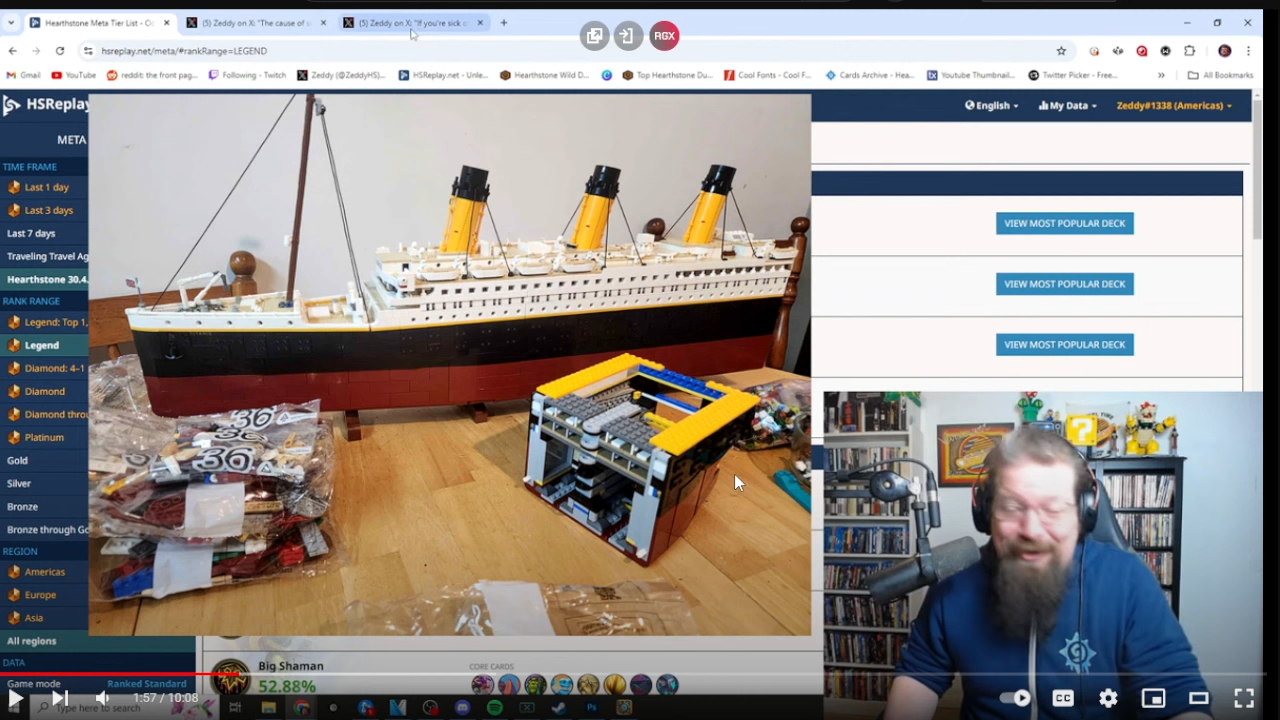 Hearthstone Meta Tier List - O
(5) Zeddy on X: "The cause of
(5) Zeddy on X: "If you're sick o
RGX
hsreplay.net/meta/#rankRange=LEGEND
Gmail
YouTube
reddit: the front pag...
Following - Twitch
Zeddy (@ZeddyHS)...
HSReplay.net - Unle...
Hearthstone Wild D...
Top Hearthstone Du...
Cool Fonts - Cool F...
Cards Archive - Hea...
Youtube Thumbnail...
Twitter Picker - Free...
»
All Bookmarks
HSReplay
English
My Data
Zeddy#1338 (Americas)
META
TIME FRAME
Last 1 day
Last 3 days
Last 7 days
Traveling Travel Ag
Hearthstone 30.4.
RANK RANGE
Legend: Top 1,
Legend
Diamond: 4–1
Diamond
Diamond throu
Platinum
Gold
Silver
Bronze
Bronze through Go
REGION
Americas
Europe
Asia
All regions
DATA
Game mode
Ranked Standard
VIEW MOST POPULAR DECK
VIEW MOST POPULAR DECK
VIEW MOST POPULAR DECK
36
36
36
?
Big Shaman
52.88%
CORE CARDS
1:57 / 10:08
CC
Type here to search